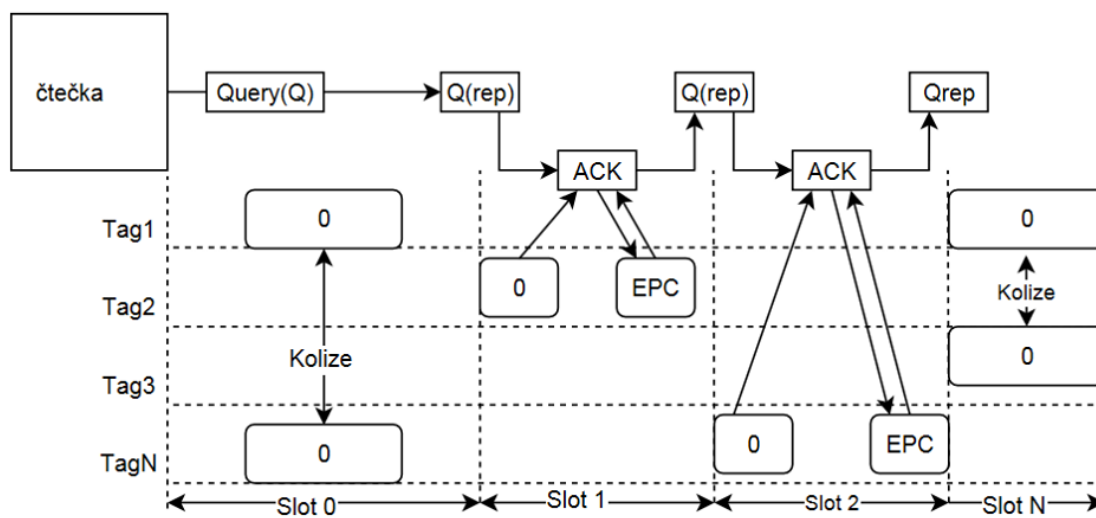 čtečka
Query(Q)
Q(rep)
Q(rep)
Qrep
ACK
ACK
Tag1
0
0
Tag2
0
EPC
Kolize
Kolize
Tag3
0
TagN
0
0
EPC
Slot 0
Slot 1
Slot 2
Slot N